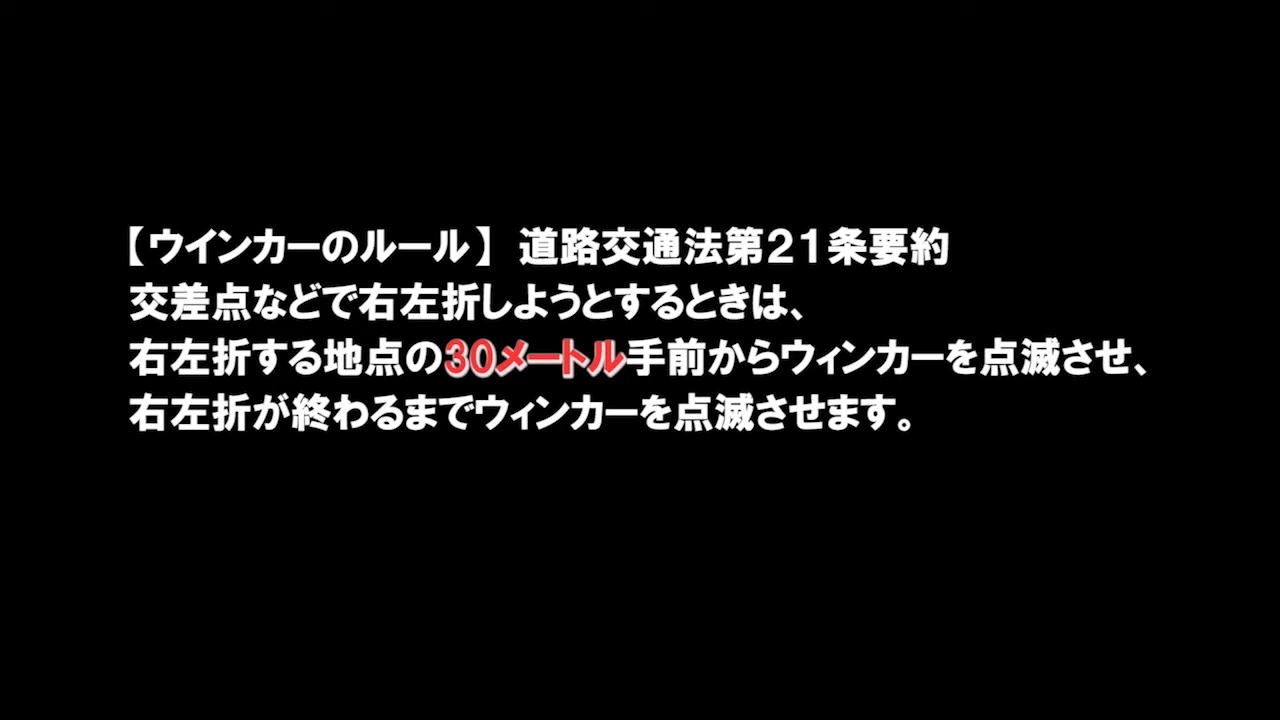 【ウインカーのルール】 道路交通法第２１条要約
交差点などで右左折しようとするときは、
右左折する地点の30メートル手前からウィンカーを点滅させ、
右左折が終わるまでウィンカーを点滅させます。